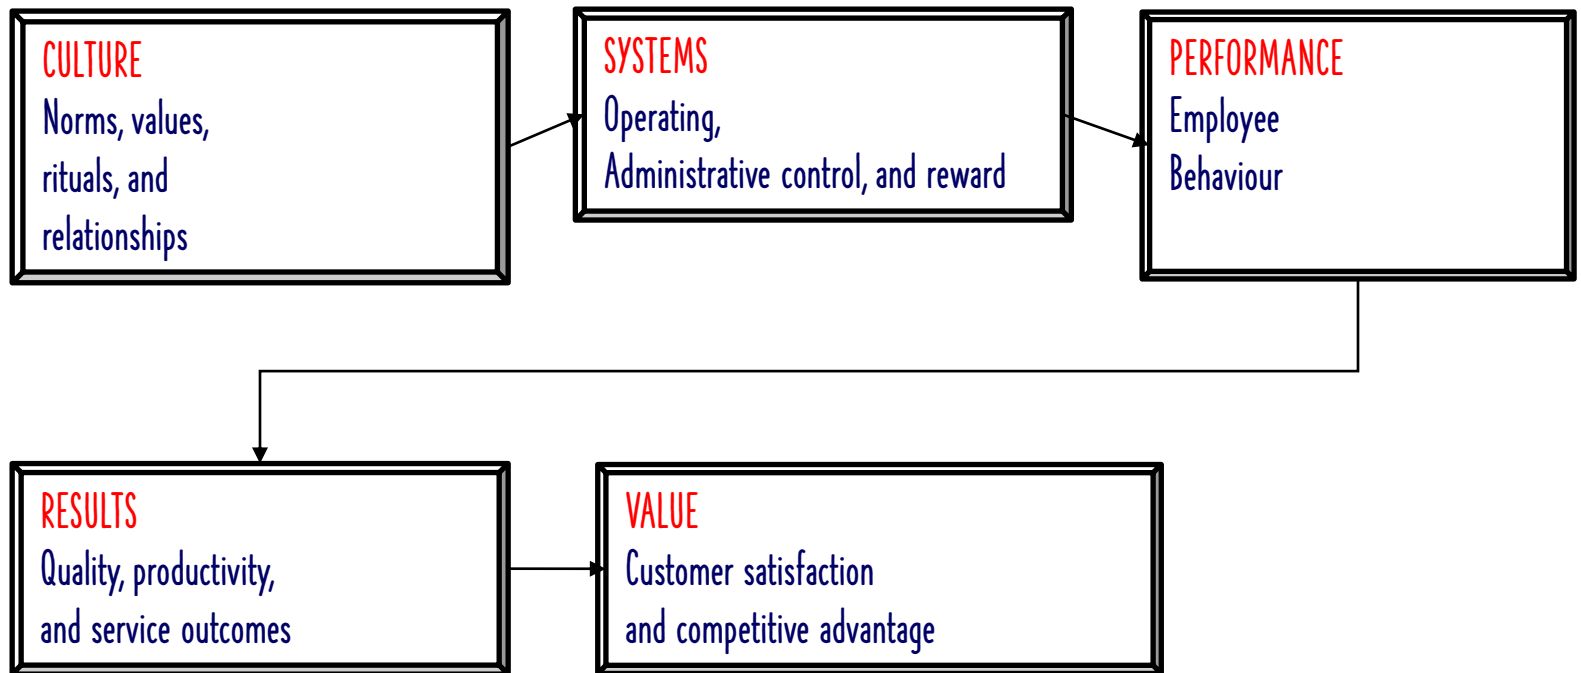 CULTURE
Norms, values,
rituals, and
relationships
SYSTEMS
Operating,
Administrative control, and reward
PERFORMANCE
Employee
Behaviour
RESULTS
Quality, productivity,
and service outcomes
VALUE
Customer satisfaction
and competitive advantage